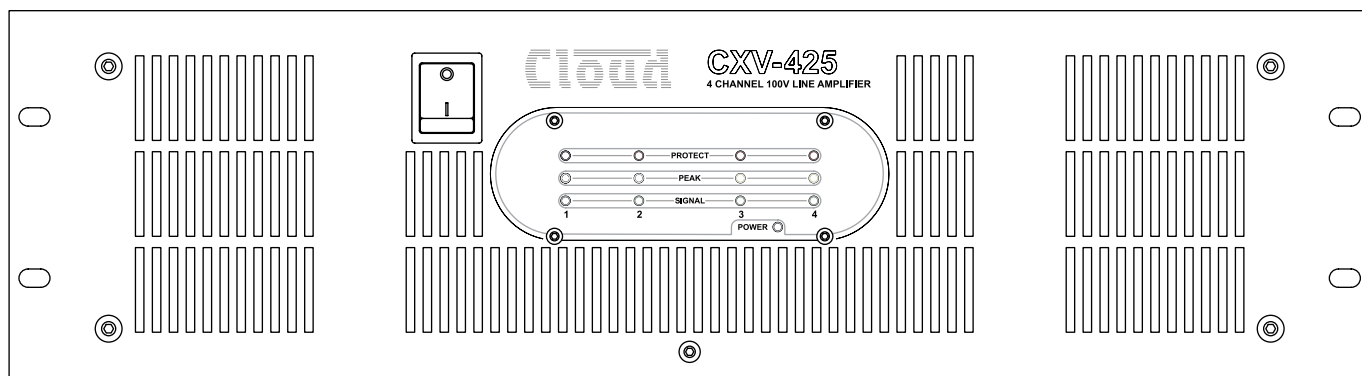 Cloud
CXV-425
4 CHANNEL 100V LINE AMPLIFIER
PROTECT
PEAK
SIGNAL
1 2 3 4
POWER